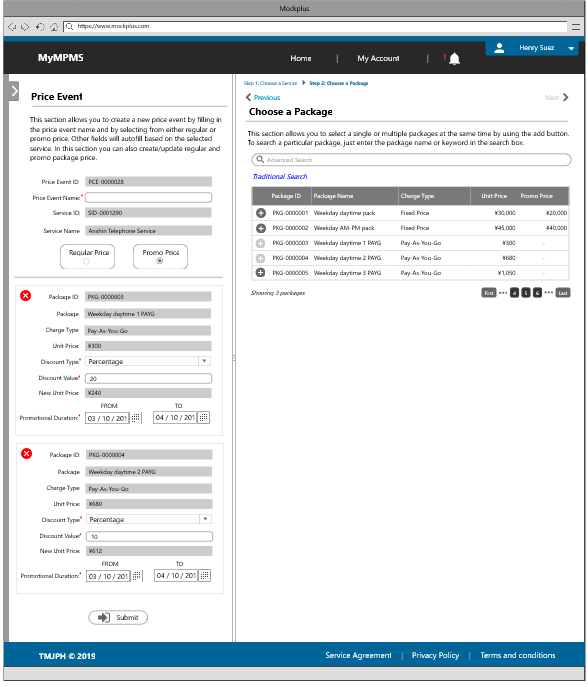 Mockplus
https://www.mockplus.com
Henry Suez
MyMPMS
Home | My Account | !
Price Event
This section allows you to create a new price event by filling in
the price event name and by selecting from either regular or
promo price. Other fields will autofill based on the selected
service. In this section you can also create/update regular and
promo package price.
Price Event ID PCE-0000028
Price Event Name:*
Service ID: SID-0001290
Service Name Anshin Telephone Service
Regular Price Promo Price
Package ID: PKG-0000003
Package Weekday daytime 1 PAYG
Charge Type Pay-As-You-Go
Unit Price: ¥300
Discount Type* Percentage
Discount Value:* 20
New Unit Price: ¥240
FROM: TO:
Promotional Duration:* 03 / 10 / 201 04 / 10 / 201
Package ID: PKG-0000004
Package Weekday daytime 2 PAYG
Charge Type Pay-As-You-Go
Unit Price: ¥680
Discount Type* Percentage
Discount Value:* 10
New Unit Price: ¥612
FROM: TO:
Promotional Duration:* 03 / 10 / 201 04 / 10 / 201
Submit
Step 1: Choose a Service Step 2: Choose a Package
Previous Next
Choose a Package
This section allows you to select a single or multiple packages at the same time by using the add button.
To search a particular package, just enter the package name or keyword in the search box.
Advanced Search
Traditional Search
Package ID Package Name Charge Type Unit Price Promo Price
PKG-0000001 Weekday daytime pack Fixed Price ¥30,000 ¥20,000
PKG-0000002 Weekday AM-PM pack Fixed Price ¥45,000 ¥40,000
PKG-0000003 Weekday daytime 1 PAYG Pay-As-You-Go ¥300 -
PKG-0000004 Weekday daytime 2 PAYG Pay-As-You-Go ¥680 -
PKG-0000005 Weekday daytime 3 PAYG Pay-As-You-Go ¥1,050 -
Showing 5 packages First ••• 4 5 6 ••• Last
TMJPH © 2019 Service Agreement | Privacy Policy | Terms and conditions